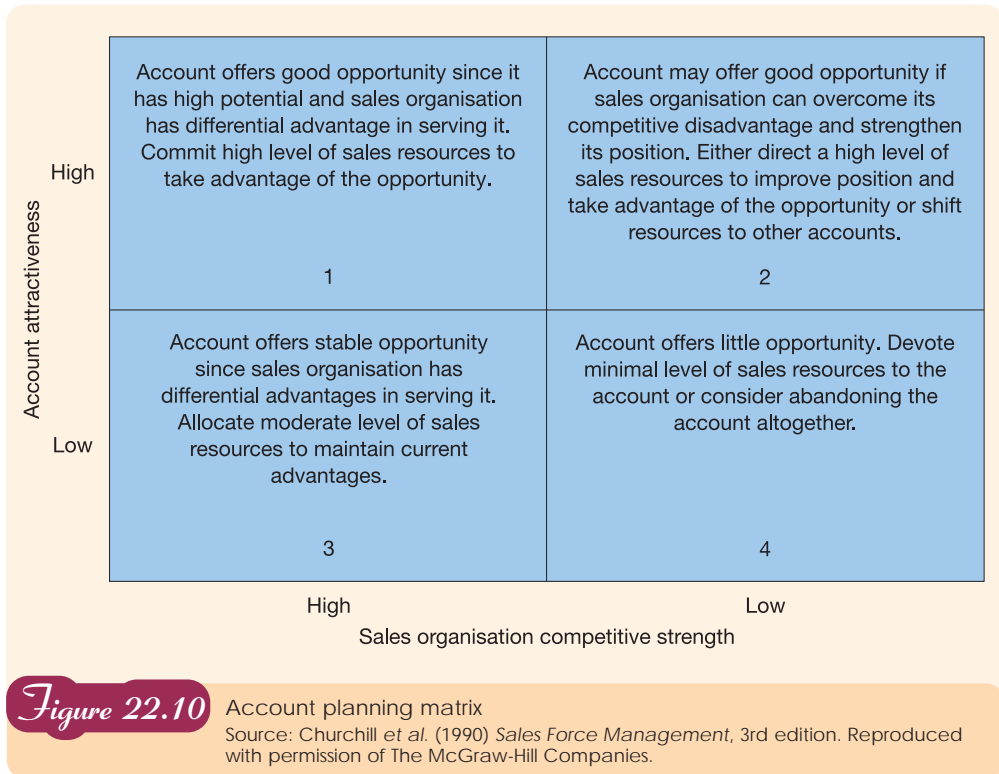 Account offers good opportunity since it
has high potential and sales organisation
has differential advantage in serving it.
Commit high level of sales resources to
take advantage of the opportunity.
1
Account may offer good opportunity if
sales organisation can overcome its
competitive disadvantage and strengthen
its position. Either direct a high level of
sales resources to improve position and
take advantage of the opportunity or shift
resources to other accounts.
2
High
Account attractiveness
Low
Account offers stable opportunity
since sales organisation has
differential advantages in serving it.
Allocate moderate level of sales
resources to maintain current
advantages.
3
Account offers little opportunity. Devote
minimal level of sales resources to the
account or consider abandoning the
account altogether.
4
High
Low
Sales organisation competitive strength
Figure 22.10
Account planning matrix
Source: Churchill et al. (1990) Sales Force Management, 3rd edition. Reproduced
with permission of The McGraw-Hill Companies.